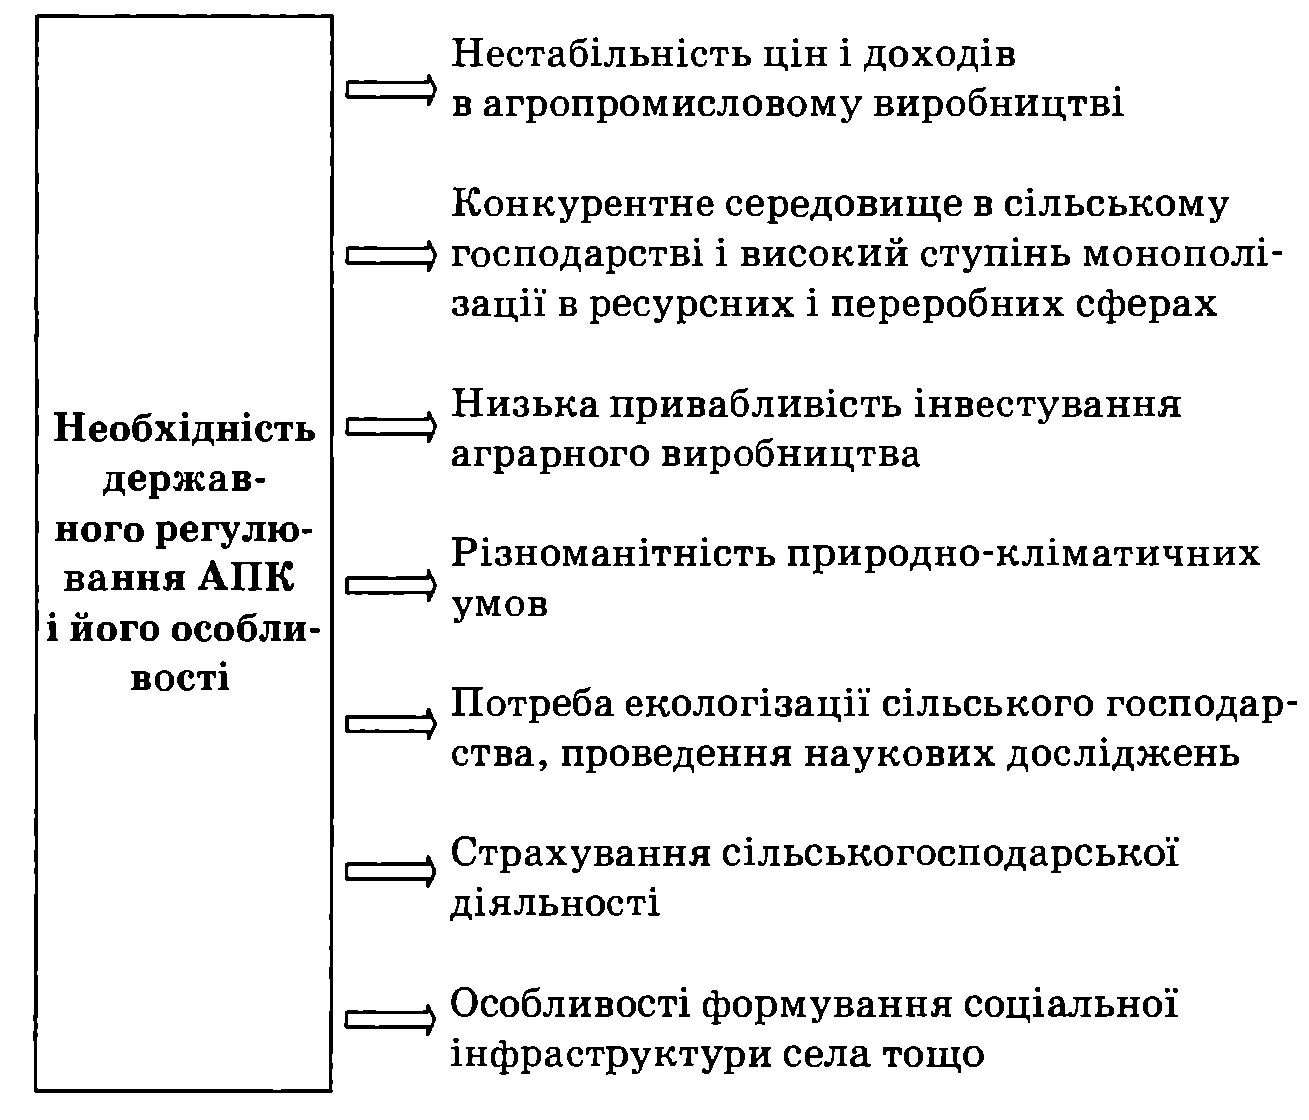 Необхідність
держав-
ного регулю-
вання АПК
і його особли-
вості
Нестабільність цін і доходів
в агропромисловому виробництві
Конкурентне середовище в сільському
господарстві і високий ступінь монополі-
зації в ресурсних і переробних сферах
Низька привабливість інвестування
аграрного виробництва
Різноманітність природно-кліматичних
умов
Потреба екологізації сільського господар-
ства, проведення наукових досліджень
Страхування сільськогосподарської
діяльності
Особливості формування соціальної
інфраструктури села тощо